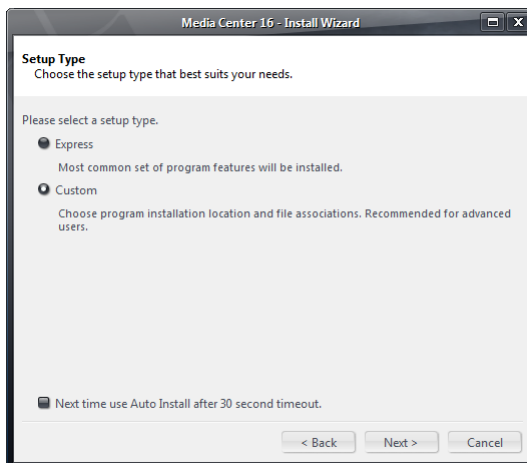 Media Center 16 - Install Wizard
Setup Type
Choose the setup type that best suits your needs.
Please select a setup type.
Express
Most common set of program features will be installed.
Custom
Choose program installation location and file associations. Recommended for advanced
users.
Next time use Auto Install after 30 second timeout.
< Back
Next >
Cancel